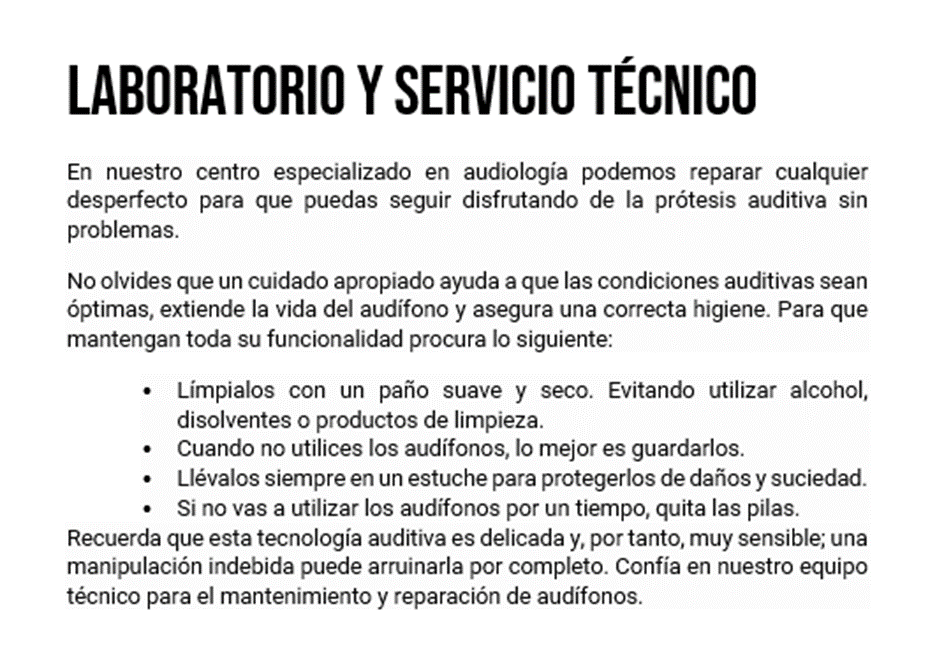 LABORATORIO Y SERVICIO TÉCNICO
En nuestro centro especializado en audiología podemos reparar cualquier
desperfecto para que puedas seguir disfrutando de la prótesis auditiva sin
problemas.
No olvides que un cuidado apropiado ayuda a que las condiciones auditivas sean
óptimas, extiende la vida del audífono y asegura una correcta higiene. Para que
mantengan toda su funcionalidad procura lo siguiente:
• Límpialos con un paño suave y seco. Evitando utilizar alcohol,
disolventes o productos de limpieza.
• Cuando no utilices los audífonos, lo mejor es guardarlos.
• Llévalos siempre en un estuche para protegerlos de daños y suciedad.
• Si no vas a utilizar los audífonos por un tiempo, quita las pilas.
Recuerda que esta tecnología auditiva es delicada y, por tanto, muy sensible; una
manipulación indebida puede arruinarla por completo. Confía en nuestro equipo
técnico para el mantenimiento y reparación de audífonos.